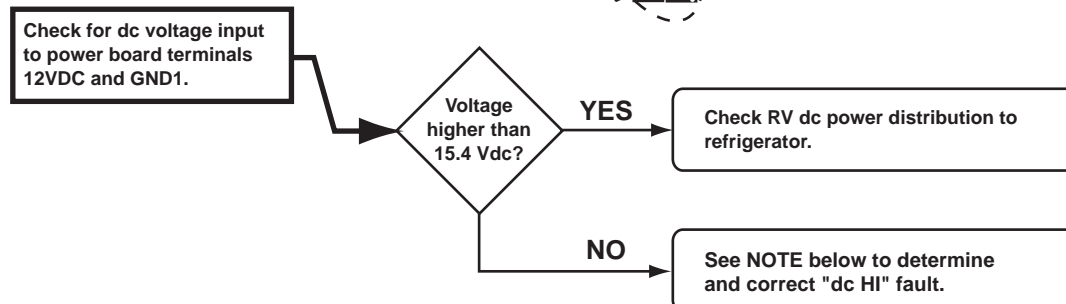 Check for dc voltage input
to power board terminals
12VDC and GND1.
Voltage
higher than
15.4 Vdc?
YES
Check RV dc power distribution to
refrigerator.
NO
See NOTE below to determine
and correct "dc HI" fault.